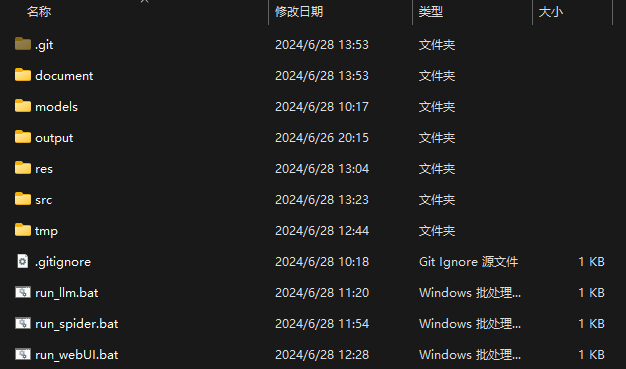 名称 修改日期 类型 大小
.git 2024/6/28 13:53 文件夹
document 2024/6/28 13:53 文件夹
models 2024/6/28 10:17 文件夹
output 2024/6/26 20:15 文件夹
res 2024/6/28 13:04 文件夹
src 2024/6/28 13:23 文件夹
tmp 2024/6/28 12:44 文件夹
.gitignore 2024/6/28 10:18 Git Ignore 源文件 1 KB
run_llm.bat 2024/6/28 11:20 Windows 批处理... 1 KB
run_spider.bat 2024/6/28 11:54 Windows 批处理... 1 KB
run_webUI.bat 2024/6/28 12:28 Windows 批处理... 1 KB